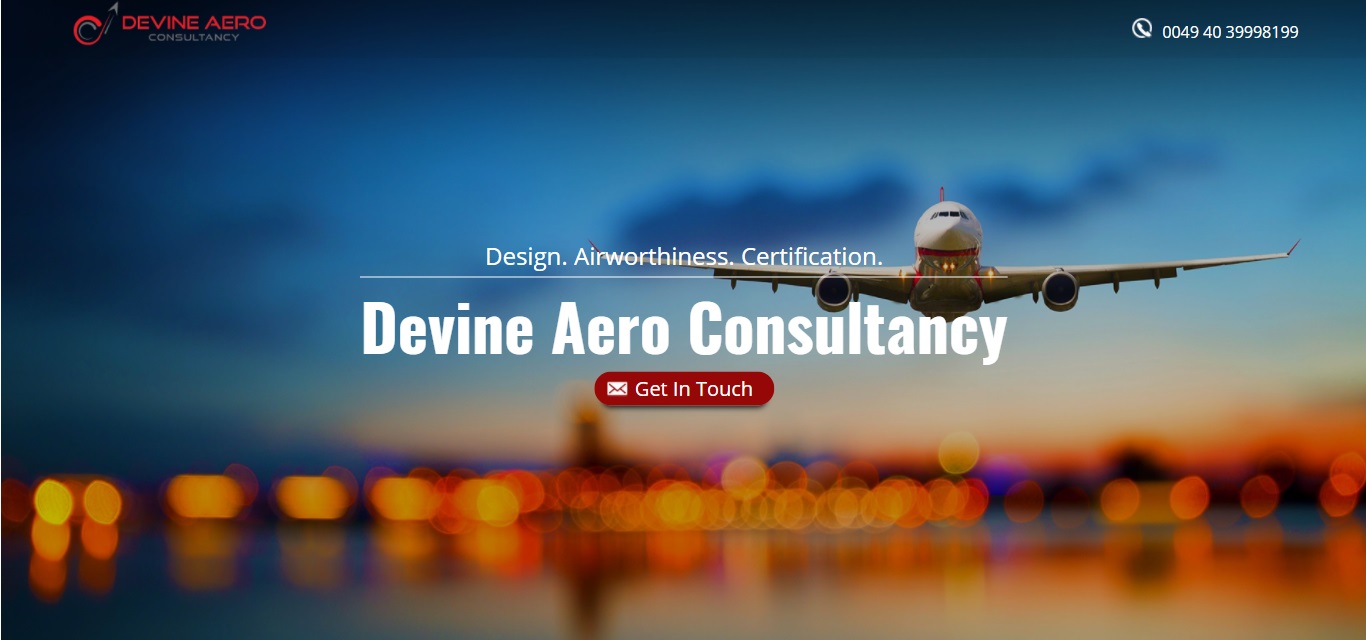 DEVINE AERO
CONSULTANCY
0049 40 39998199
Design. Airworthiness. Certification.
Devine Aero Consultancy
Get In Touch